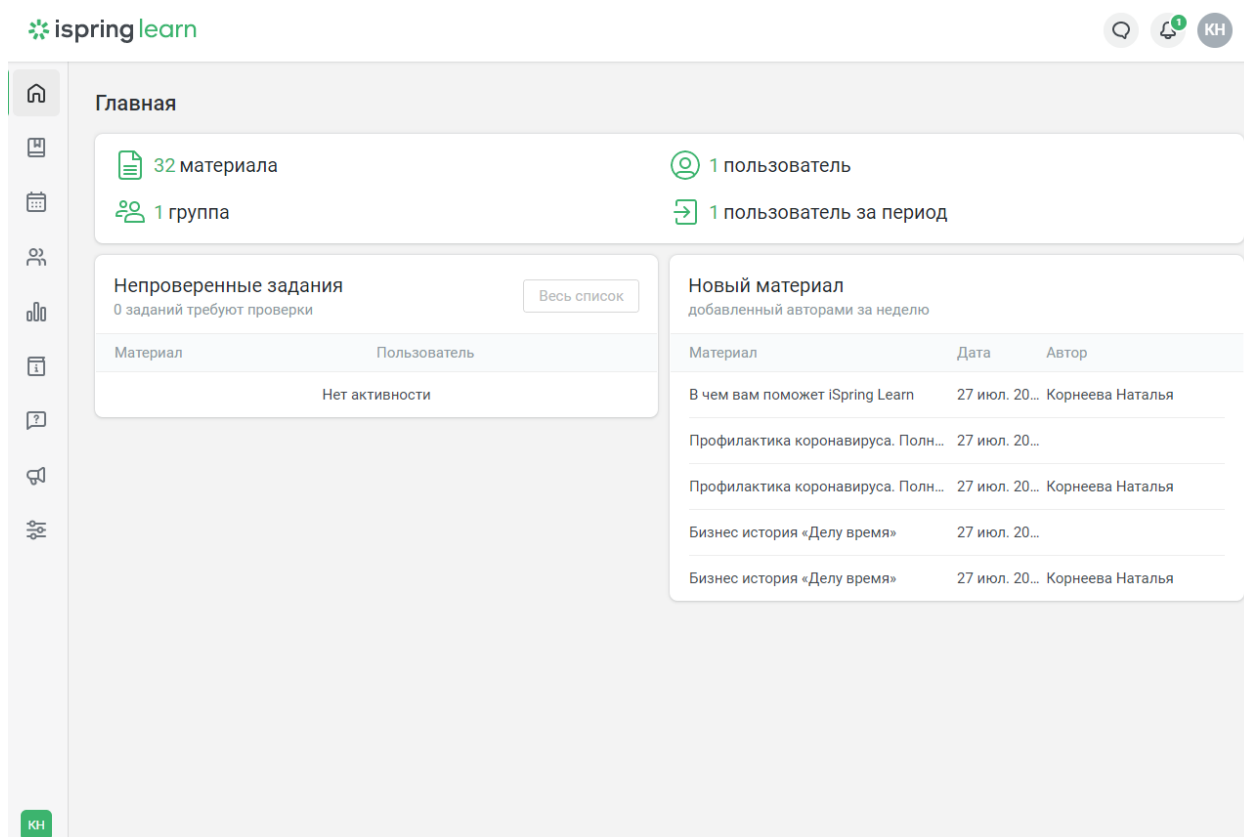 ispring learn
1
КН
Главная
32 материала
1 пользователь
1 группа
1 пользователь за период
Непроверенные задания
0 заданий требуют проверки
Весь список
Материал Пользователь
Нет активности
Новый материал
добавленный авторами за неделю
Материал Дата Автор
В чем вам поможет iSpring Learn 27 июл. 20... Корнеева Наталья
Профилактика коронавируса. Полн... 27 июл. 20...
Профилактика коронавируса. Полн... 27 июл. 20... Корнеева Наталья
Бизнес история «Делу время» 27 июл. 20...
Бизнес история «Делу время» 27 июл. 20... Корнеева Наталья
КН